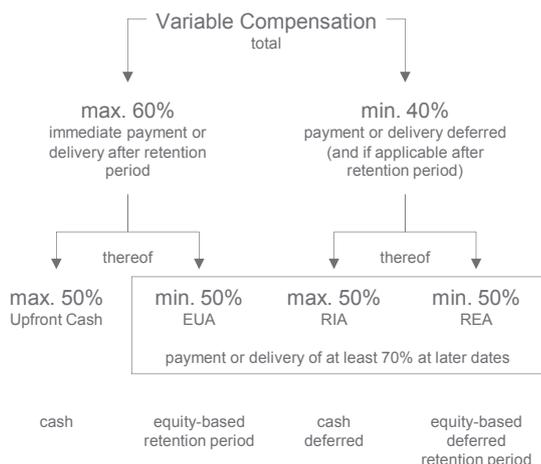 Variable Compensation
total
max. 60%
immediate payment or
delivery after retention
period
min. 40%
payment or delivery deferred
(and if applicable after
retention period)
thereof
thereof
max. 50%
Upfront Cash
min. 50%
EUA
max. 50%
RIA
min. 50%
REA
payment or delivery of at least 70% at later dates
cash
equity-based
retention period
cash
deferred
equity-based
deferred
retention period